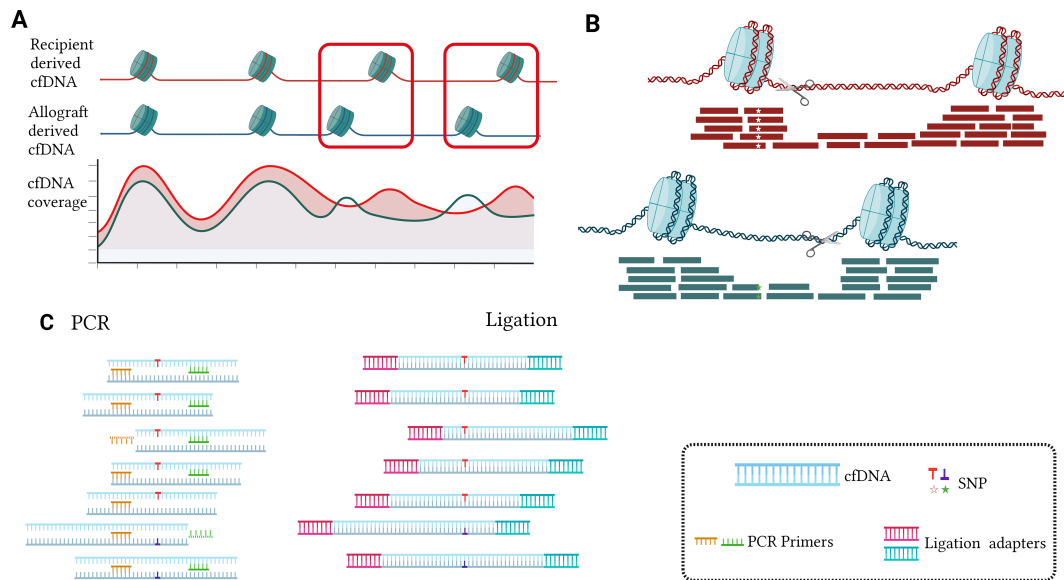 A
Recipient
derived
cfDNA
Allograft
derived
cfDNA
cfDNA
coverage
B
C PCR
Ligation
cfDNA
SNP
PCR Primers
Ligation adapters